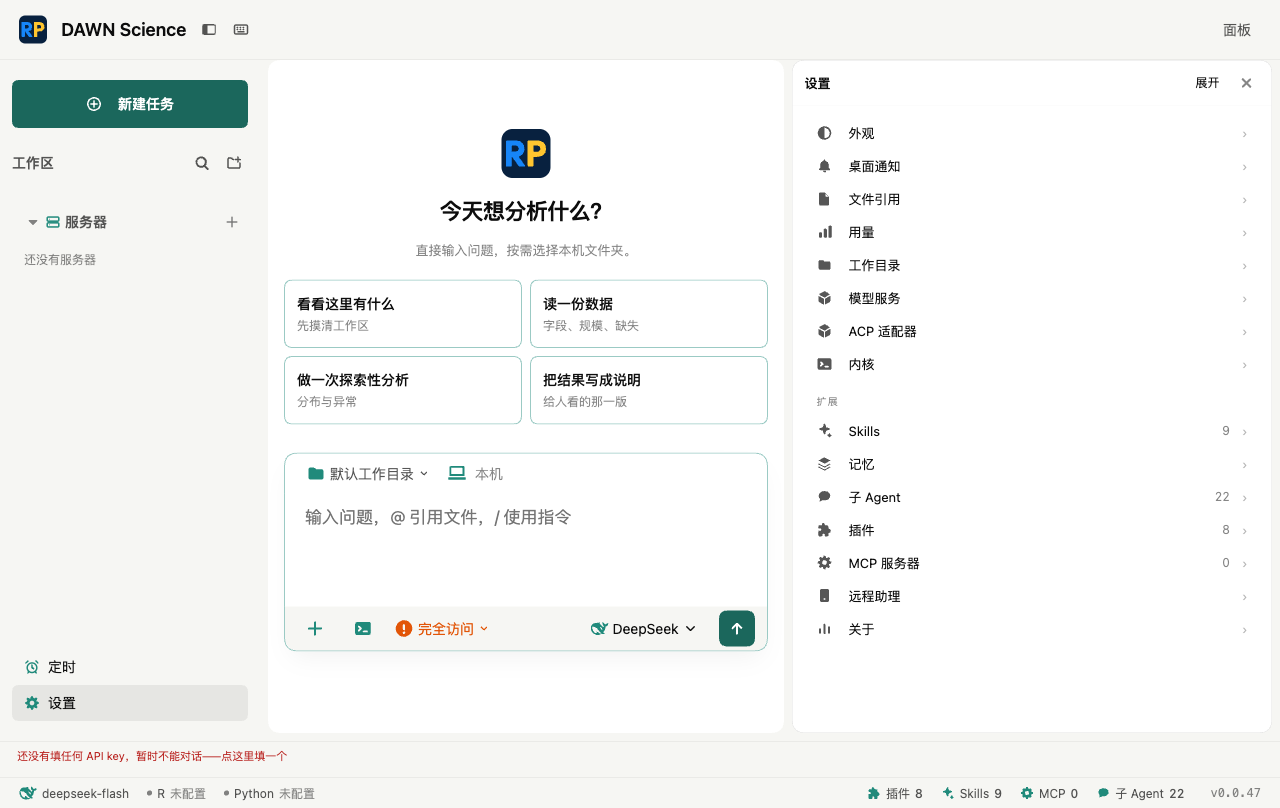 RP DAWN Science
面板
新建任务
工作区
服务器
还没有服务器
定时
设置
RP
今天想分析什么?
直接输入问题，按需选择本机文件夹。
看看这里有什么
先摸清工作区
读一份数据
字段、规模、缺失
做一次探索性分析
分布与异常
把结果写成说明
给人看的那一版
默认工作目录 本机
输入问题，@ 引用文件，/ 使用指令
完全访问 DeepSeek
设置 展开
外观
桌面通知
文件引用
用量
工作目录
模型服务
ACP 适配器
内核
扩展
Skills 9
记忆
子 Agent 22
插件 8
MCP 服务器 0
远程助理
关于
还没有填任何 API key，暂时不能对话——点这里填一个
deepseek-flash R 未配置 Python 未配置 插件 8 Skills 9 MCP 0 子 Agent 22 v0.0.47